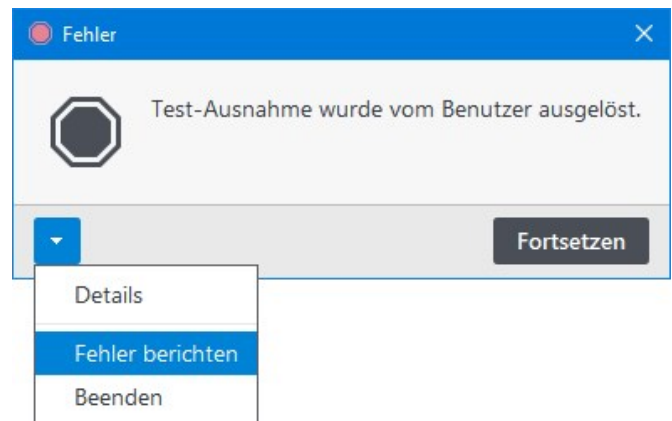 Fehler
Test-Ausnahme wurde vom Benutzer ausgelöst.
Fortsetzen
Details
Fehler berichten
Beenden